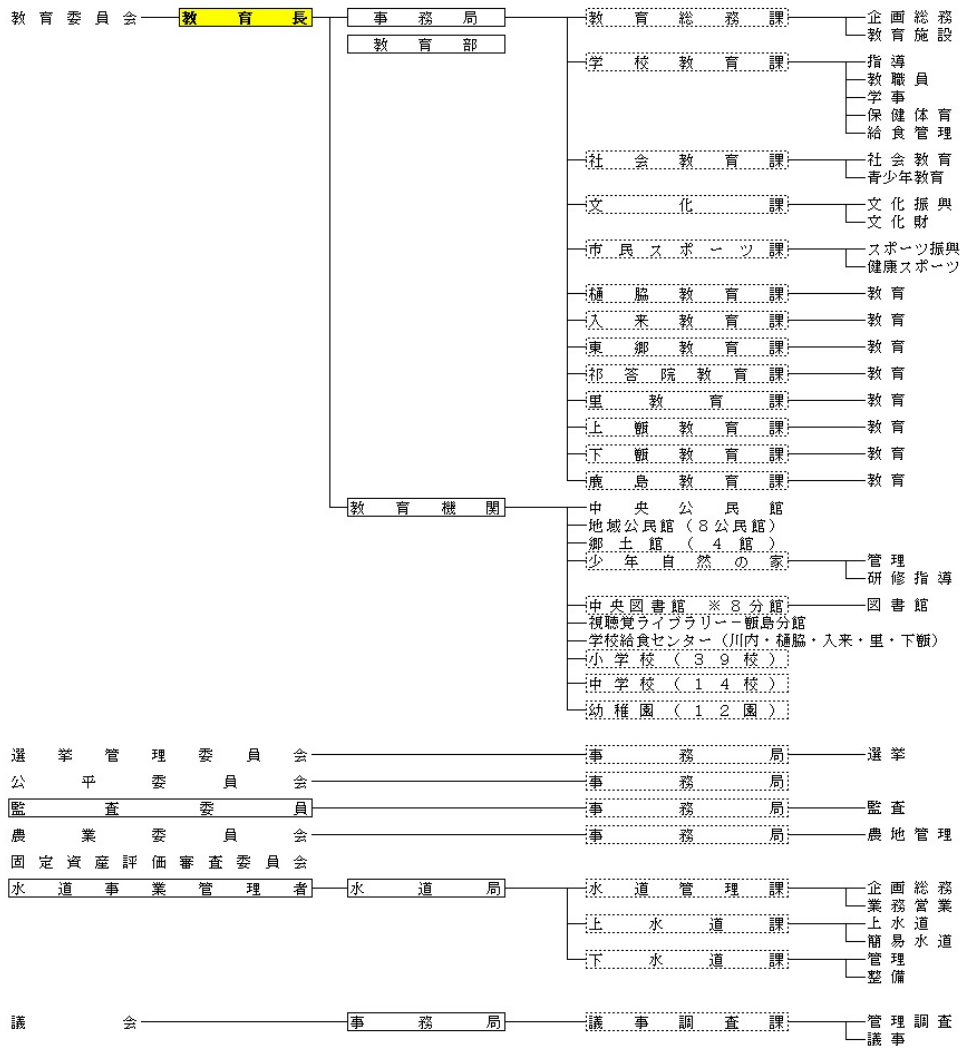 教育委員会 教育長 事務局 教育総務課 企画総務
教育施設
教育部
学校教育課 指導
教職員
学事
保健体育
給食管理
社会教育課 社会教育
青少年教育
文化課 文化振興
文化財
市民スポーツ課 スポーツ振興
健康スポーツ
樋脇教育課 教育
入来教育課 教育
東郷教育課 教育
祁答院教育課 教育
里教育課 教育
上甑教育課 教育
下甑教育課 教育
鹿島教育課 教育
教育機関 中央公民館
地域公民館(8公民館)
郷土館(4館)
少年自然の家 管理
研修指導
中央図書館 ※8分館 図書館
視聴覚ライブラリー-甑島分館
学校給食センター(川内・樋脇・入来・里・下甑)
小学校(39校)
中学校(14校)
幼稚園(12園)
選挙管理委員会 事務局 選挙
公平委員会 事務局
監査委員 事務局 監査
農業委員会 事務局 農地管理
固定資産評価審査委員会
水道事業管理者 水道局 水道管理課 企画総務
業務営業
上水道課 上水道
簡易水道
下水道課 管理
整備
議会 事務局 議事調査課 管理調査
議事